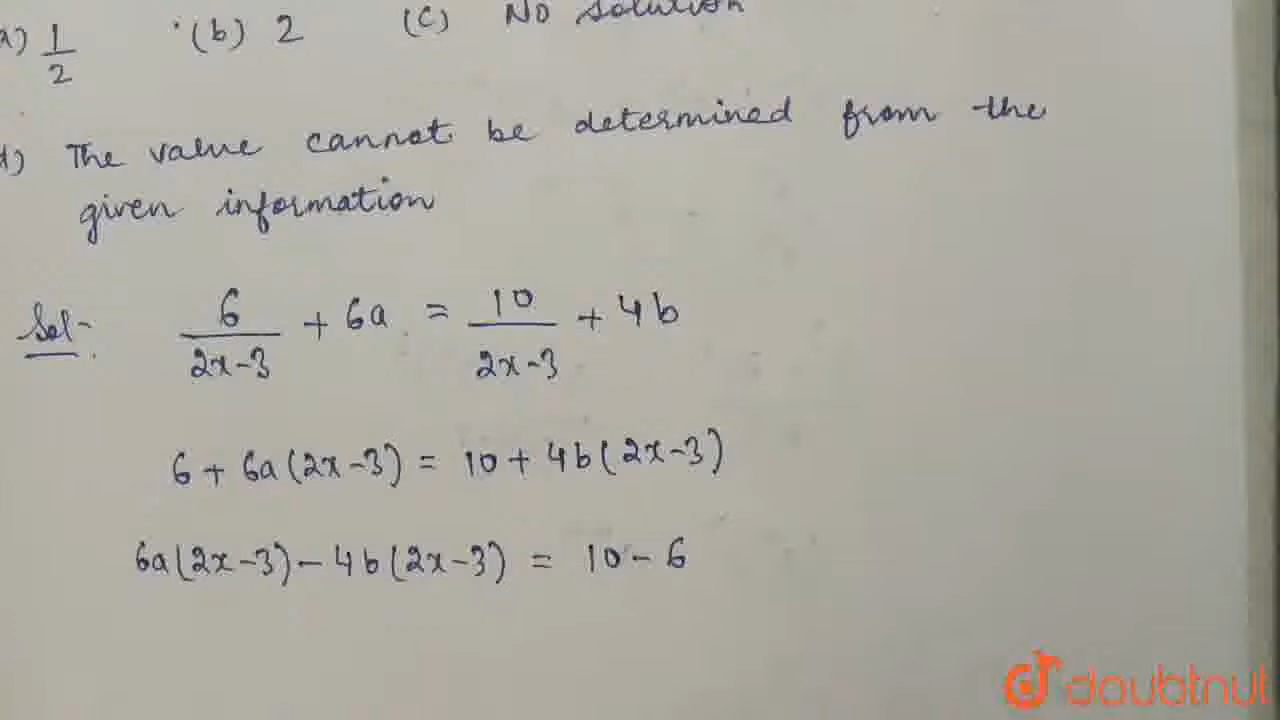 a) 1/2 (b) 2 (c) No solution
d) The value cannot be determined from the
given information
Sol-: 6/(2x-3) + 6a = 10/(2x-3) + 4b
6 + 6a(2x-3) = 10 + 4b(2x-3)
6a(2x-3) - 4b(2x-3) = 10 - 6
doubtnut